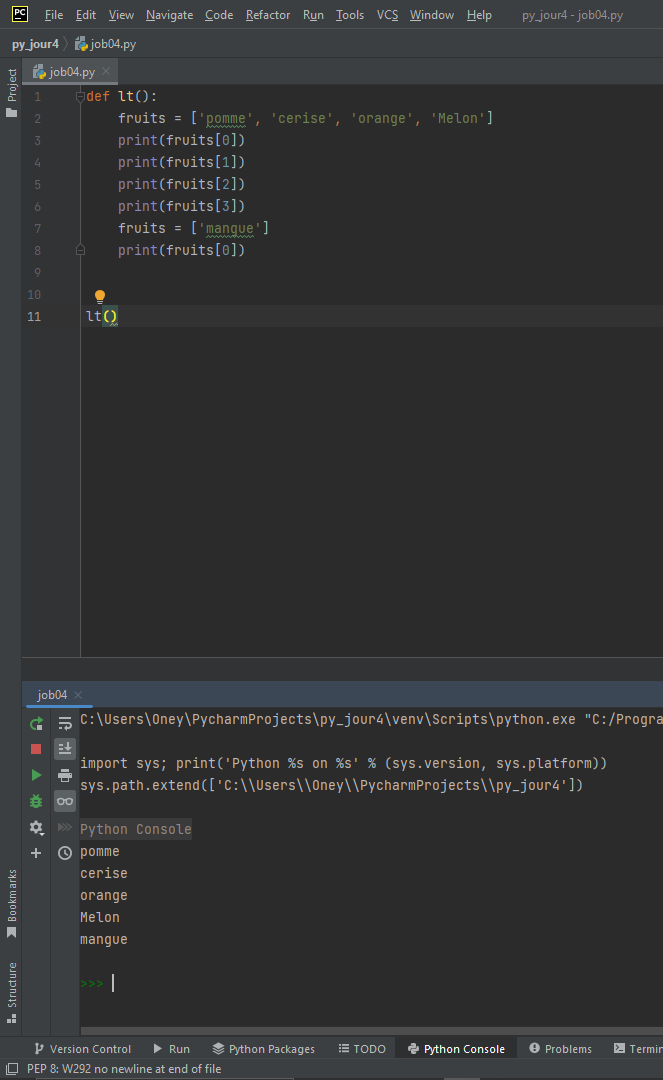 PC File Edit View Navigate Code Refactor Run Tools VCS Window Help py_jour4 - job04.py
py_jour4 job04.py
Project
job04.py
1 def lt():
2 fruits = ['pomme', 'cerise', 'orange', 'Melon']
3 print(fruits[0])
4 print(fruits[1])
5 print(fruits[2])
6 print(fruits[3])
7 fruits = ['mangue']
8 print(fruits[0])
9
10
11 lt()
job04
C:\Users\Oney\PycharmProjects\py_jour4\venv\Scripts\python.exe "C:/Progra
import sys; print('Python %s on %s' % (sys.version, sys.platform))
sys.path.extend(['C:\\Users\\Oney\\PycharmProjects\\py_jour4'])
Python Console
pomme
cerise
orange
Melon
mangue
>>>
Bookmarks
Structure
Version Control Run Python Packages TODO Python Console Problems Termin
PEP 8: W292 no newline at end of file